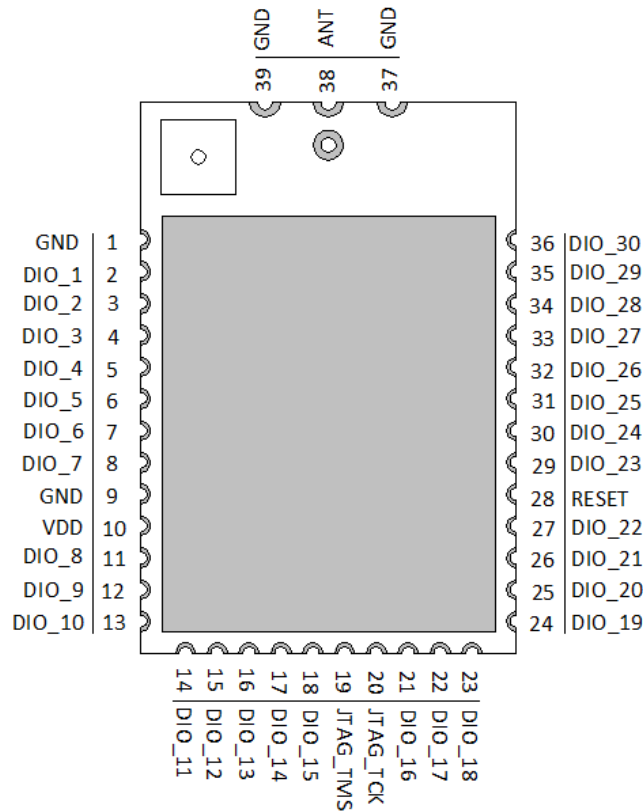 GND ANT GND
39 38 37
GND 1
DIO_1 2
DIO_2 3
DIO_3 4
DIO_4 5
DIO_5 6
DIO_6 7
DIO_7 8
GND 9
VDD 10
DIO_8 11
DIO_9 12
DIO_10 13
36 DIO_30
35 DIO_29
34 DIO_28
33 DIO_27
32 DIO_26
31 DIO_25
30 DIO_24
29 DIO_23
28 RESET
27 DIO_22
26 DIO_21
25 DIO_20
24 DIO_19
14 DIO_11
15 DIO_12
16 DIO_13
17 DIO_14
18 DIO_15
19 JTAG_TMS
20 JTAG_TCK
21 DIO_16
22 DIO_17
23 DIO_18